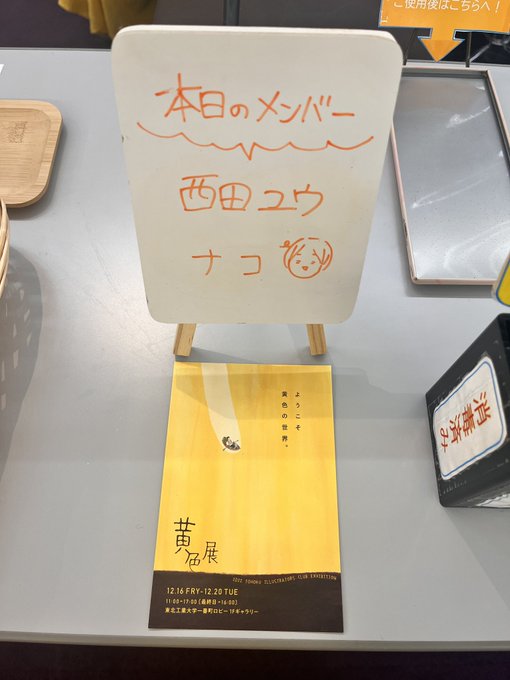 ご使用後はこちらへ！
本日のメンバー
西田ユウ
ナコ
ようこそ
黄色の世界。
黄色展
2022 TOHOKU ILLUSTRATORS CLUB EXHIBITION
12.16 FRY-12.20 TUE
11:00-17:00（最終日・16:00）
東北工業大学一番町ロビー 1Fギャラリー
消毒済み